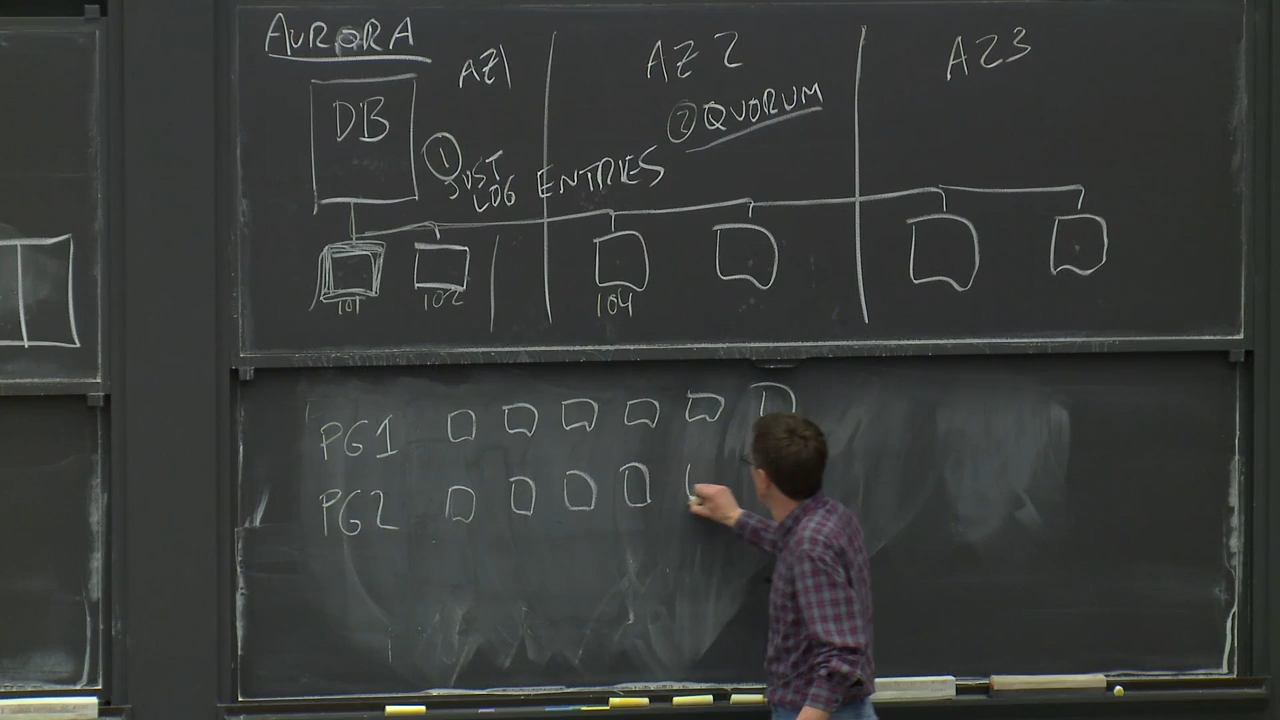 AURORA
AZ1
AZ2
AZ3
DB
② QUORUM
① JUST LOG ENTRIES
101
102
104
PG1
PG2